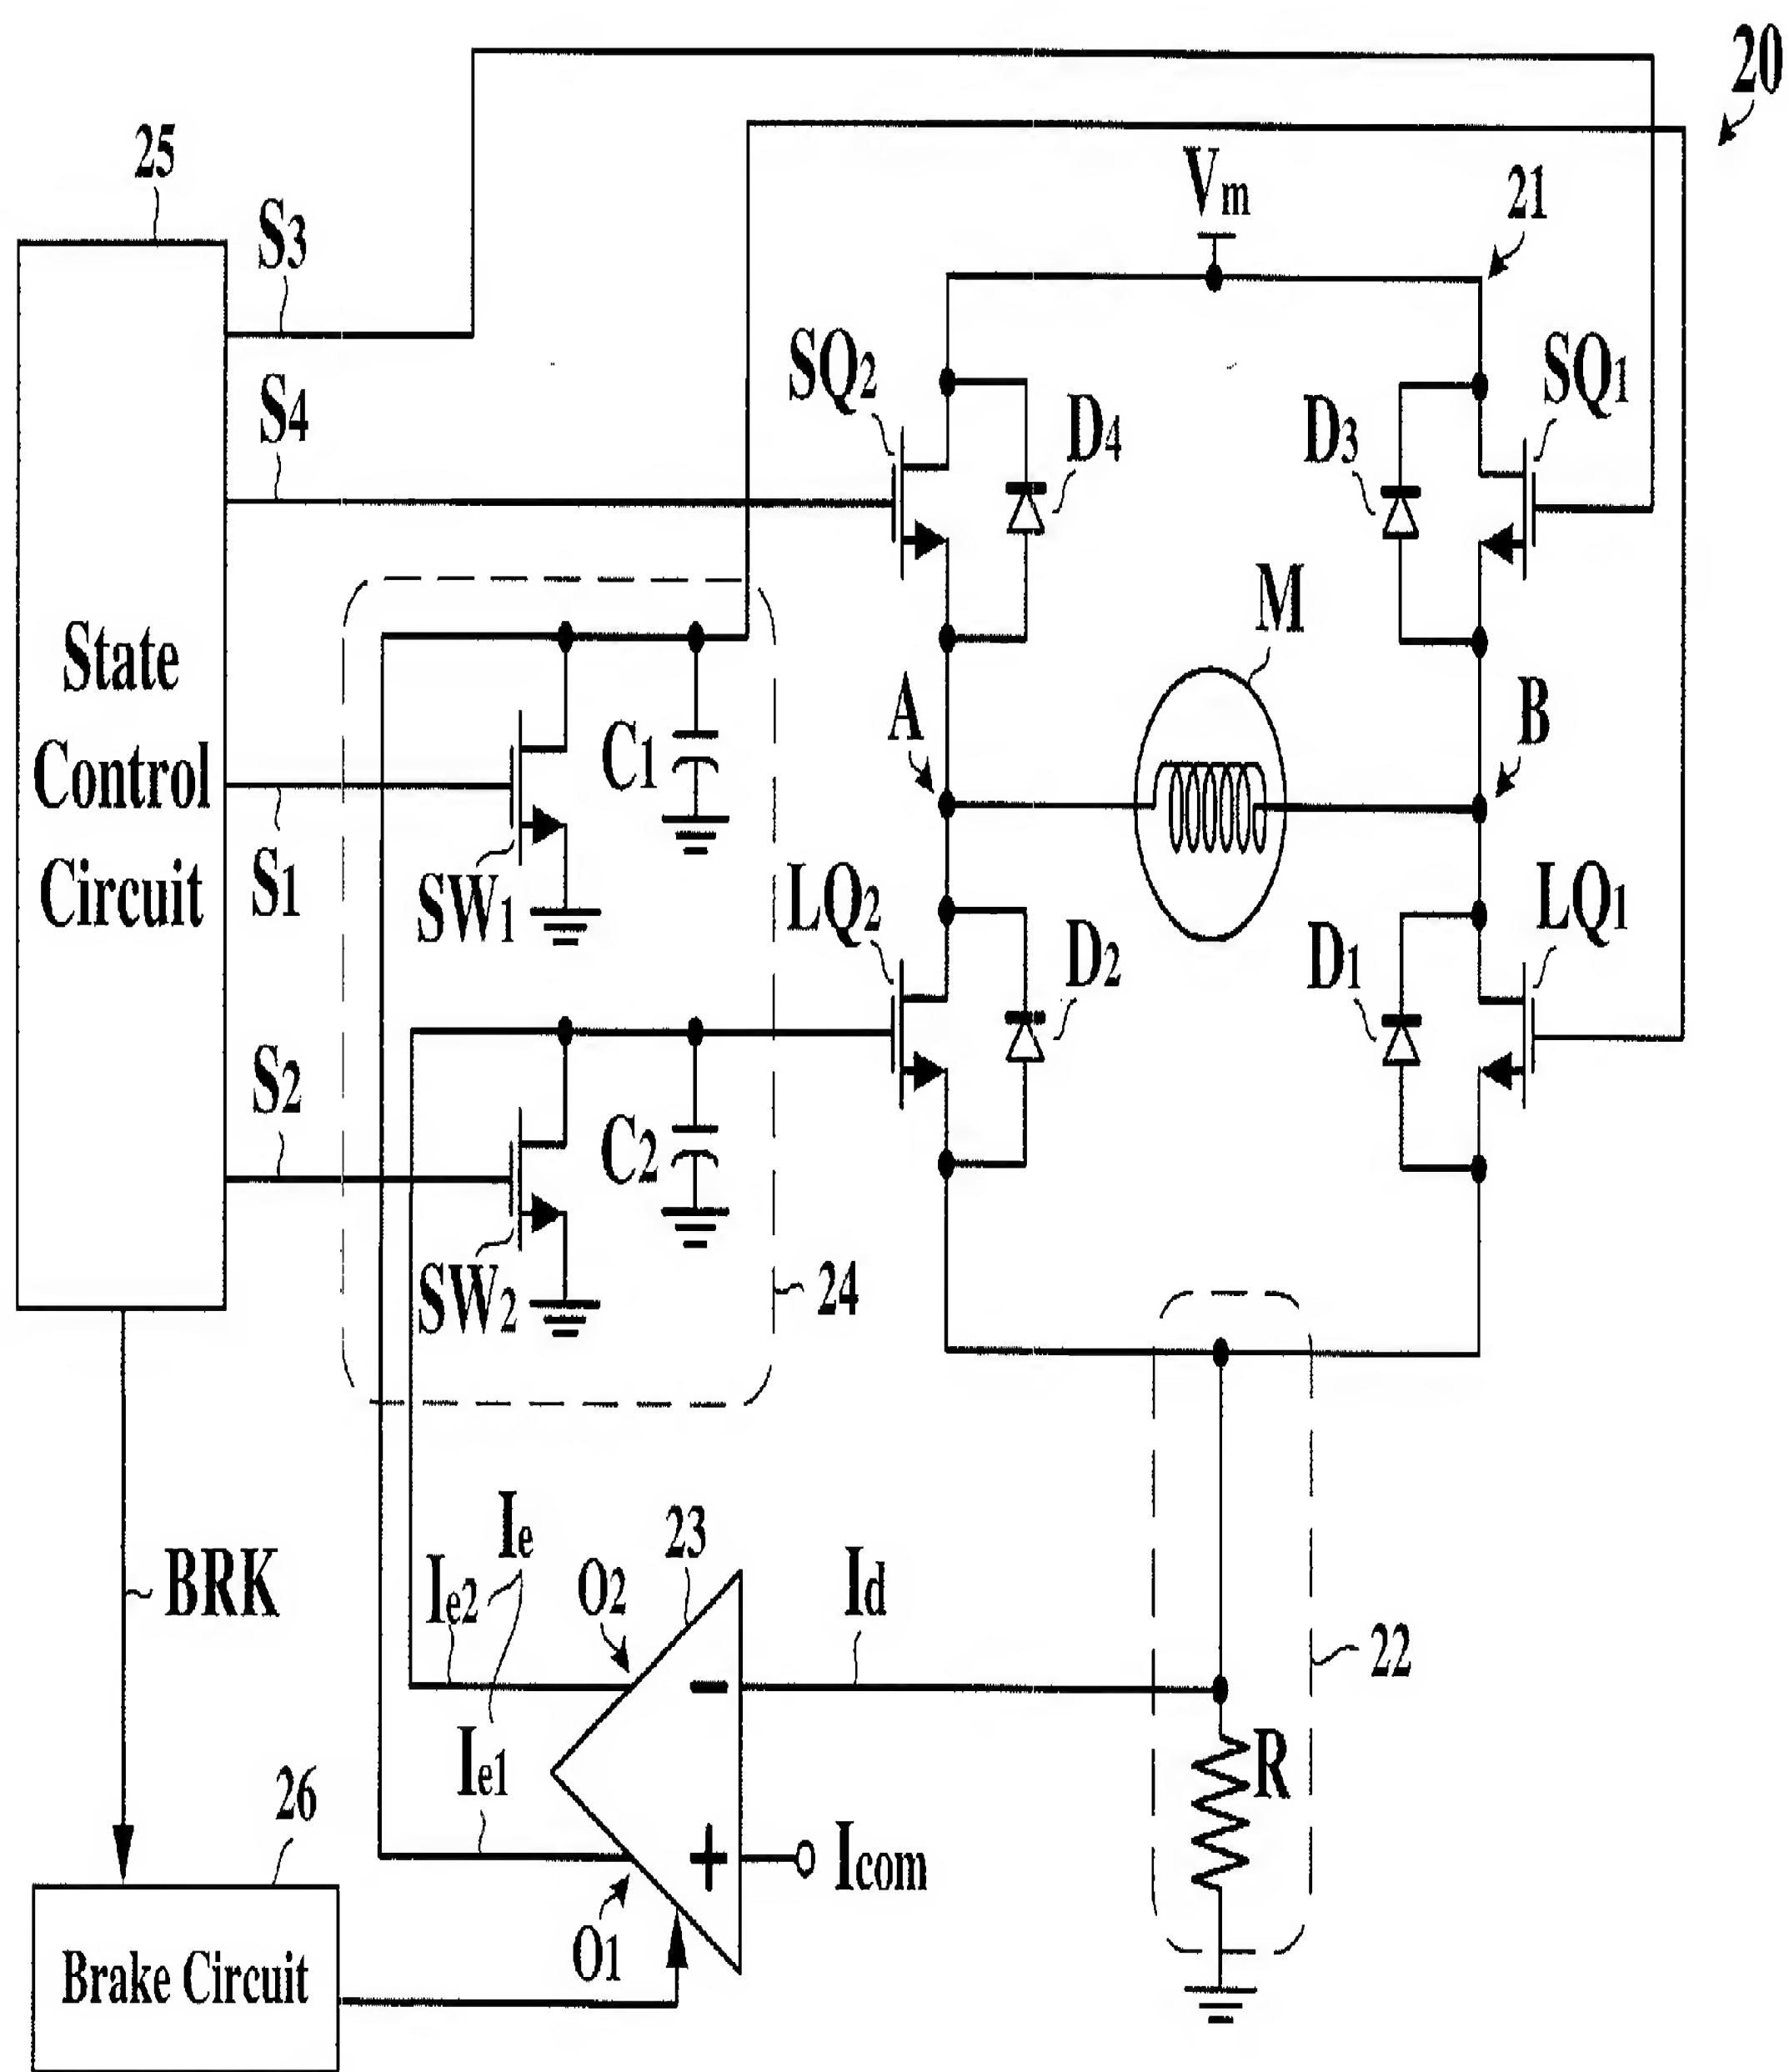 20
25
S3
Vm
21
SQ2
SQ1
S4
D4
D3
M
State
Control
Circuit
A
B
C1
S1
SW1
LQ2
LQ1
D2
D1
S2
C2
SW2
24
Ie
23
Ie2
O2
Id
BRK
22
Ie1
R
26
Icom
O1
Brake Circuit